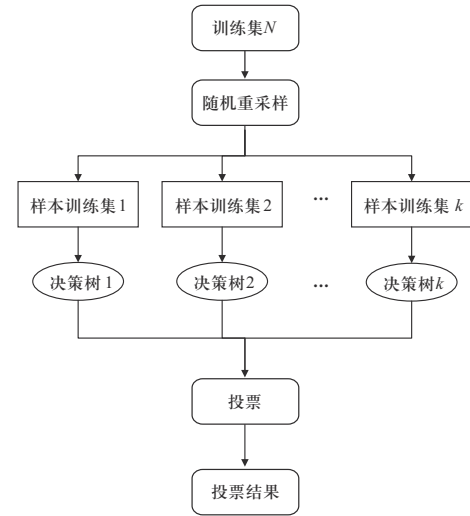 训练集N
随机重采样
样本训练集1 样本训练集2 ... 样本训练集 k
决策树1 决策树2 ... 决策树k
投票
投票结果